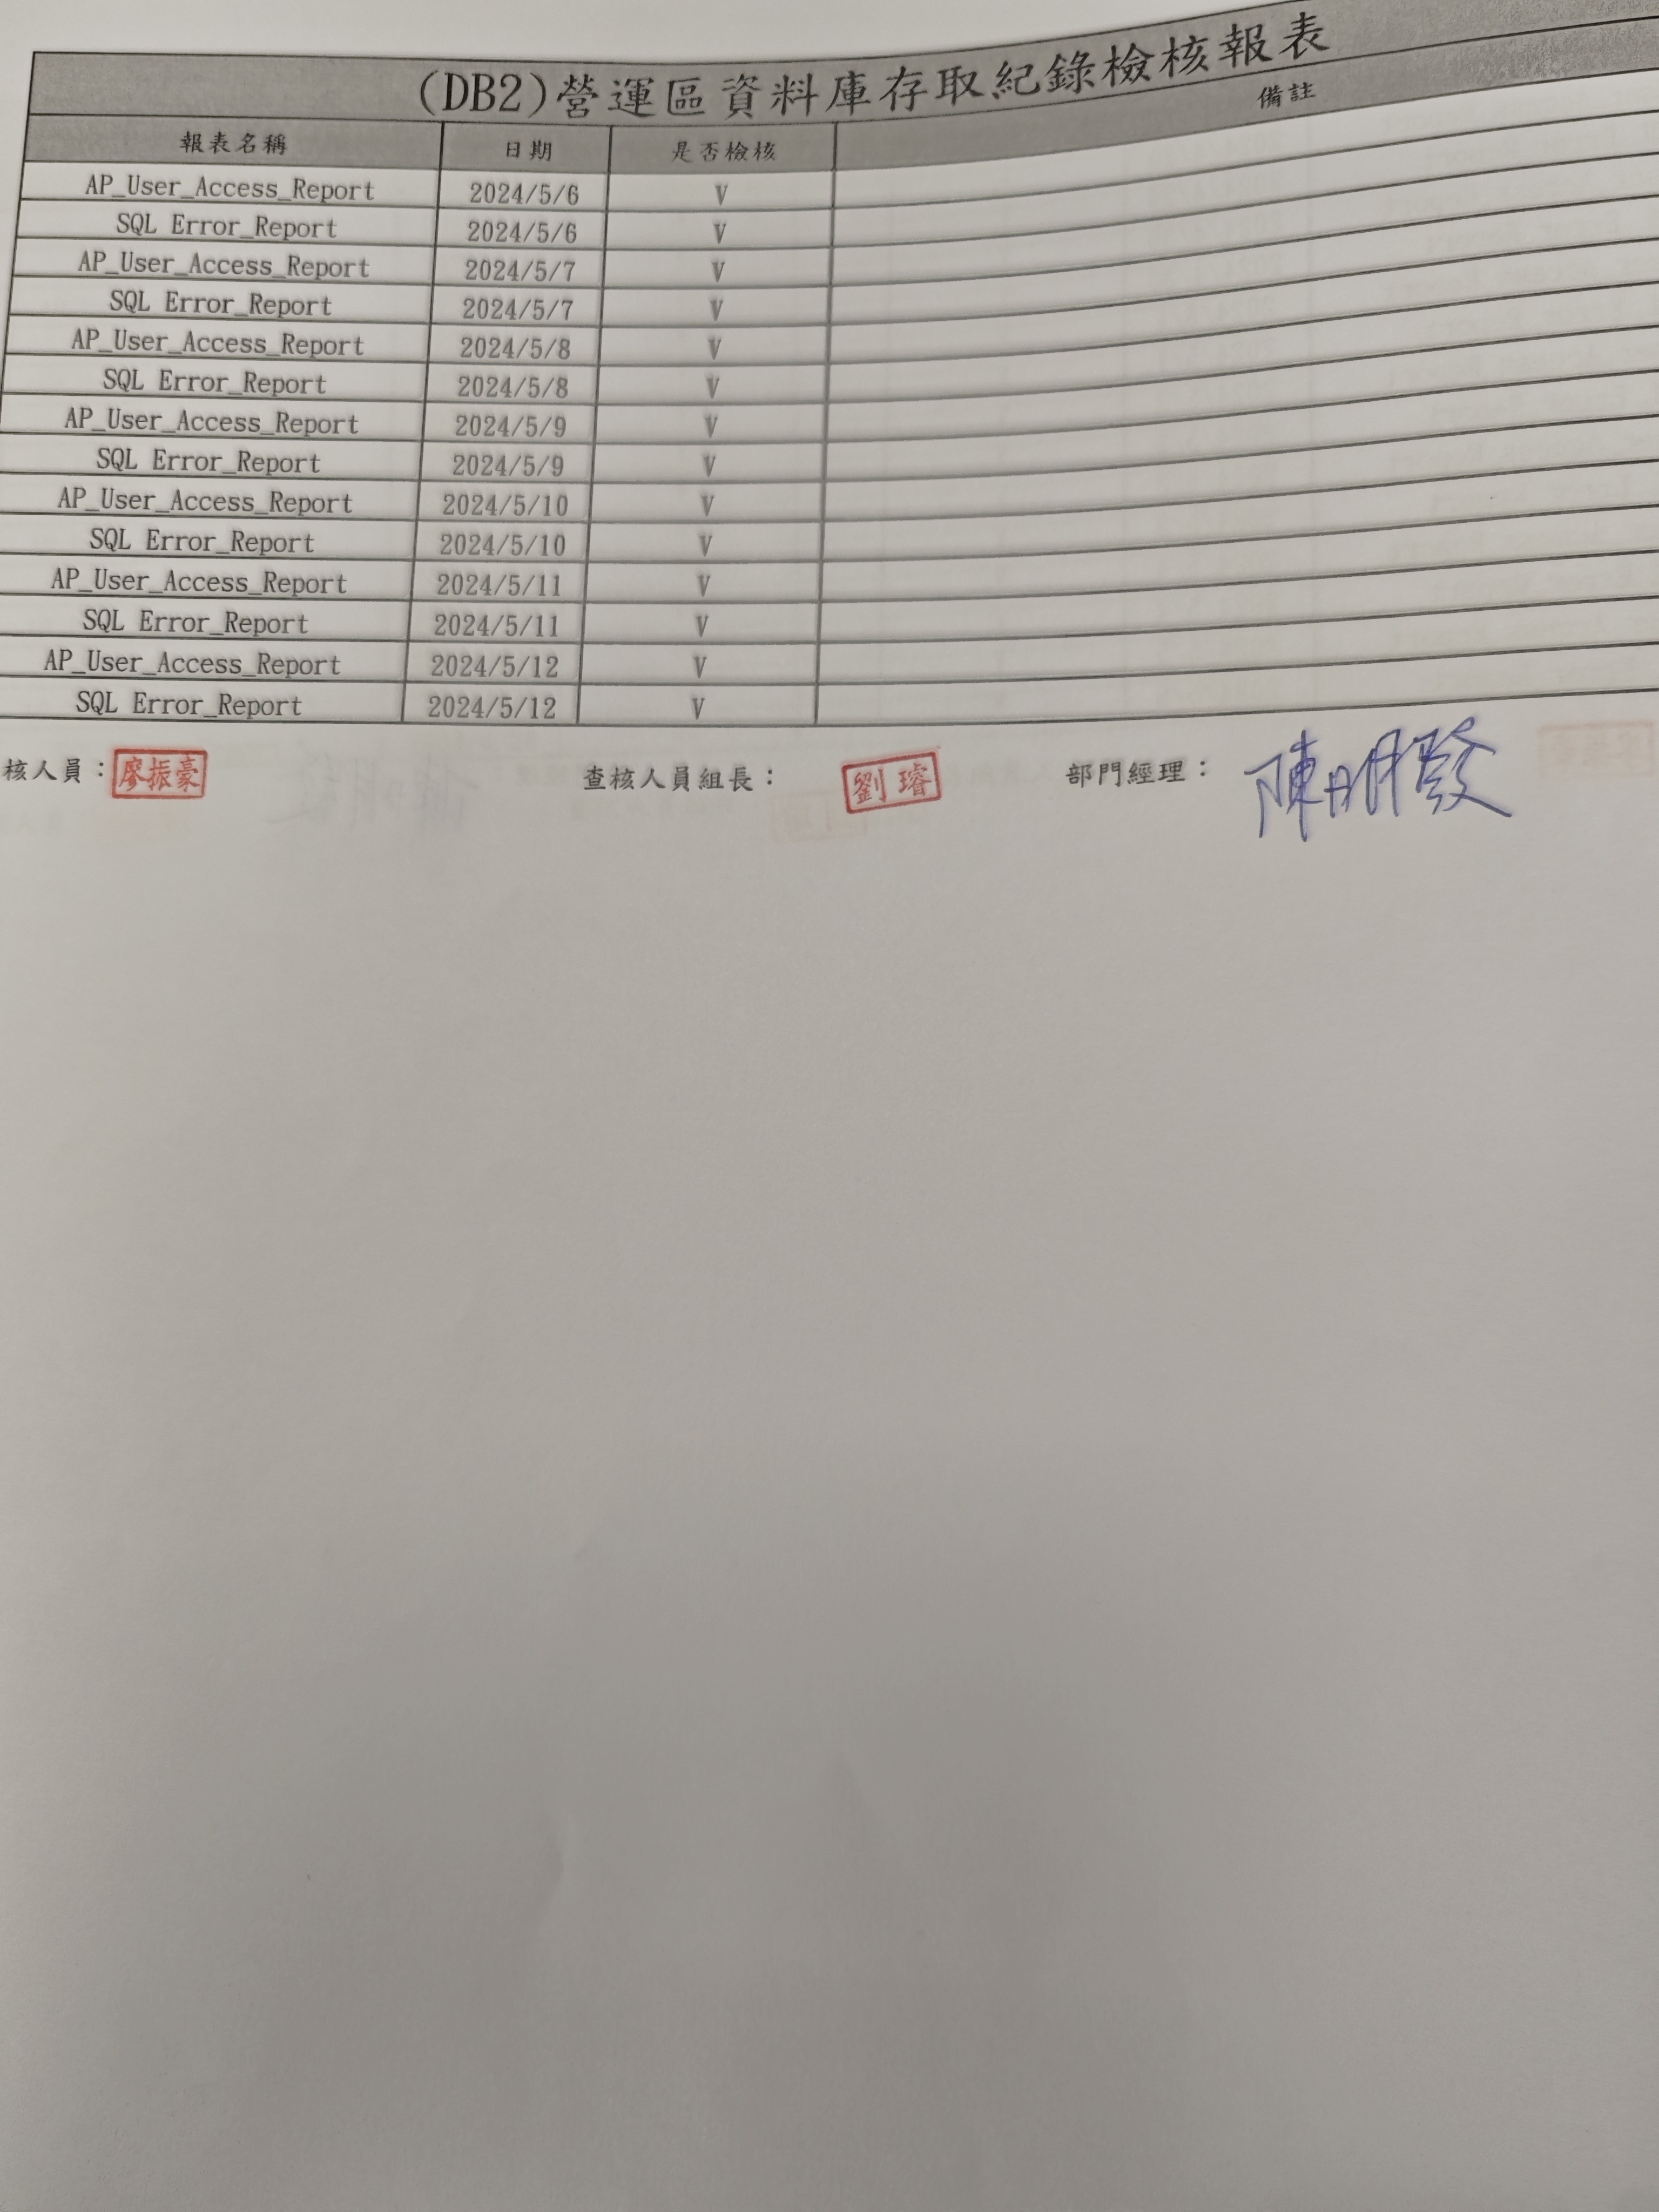 (DB2)營運區資料庫存取紀錄檢核報表
報表名稱 日期 是否檢核 備註
AP_User_Access_Report 2024/5/6 V
SQL Error_Report 2024/5/6 V
AP_User_Access_Report 2024/5/7 V
SQL Error_Report 2024/5/7 V
AP_User_Access_Report 2024/5/8 V
SQL Error_Report 2024/5/8 V
AP_User_Access_Report 2024/5/9 V
SQL Error_Report 2024/5/9 V
AP_User_Access_Report 2024/5/10 V
SQL Error_Report 2024/5/10 V
AP_User_Access_Report 2024/5/11 V
SQL Error_Report 2024/5/11 V
AP_User_Access_Report 2024/5/12 V
SQL Error_Report 2024/5/12 V
核人員：廖振豪 查核人員組長：劉璿 部門經理：陳明發